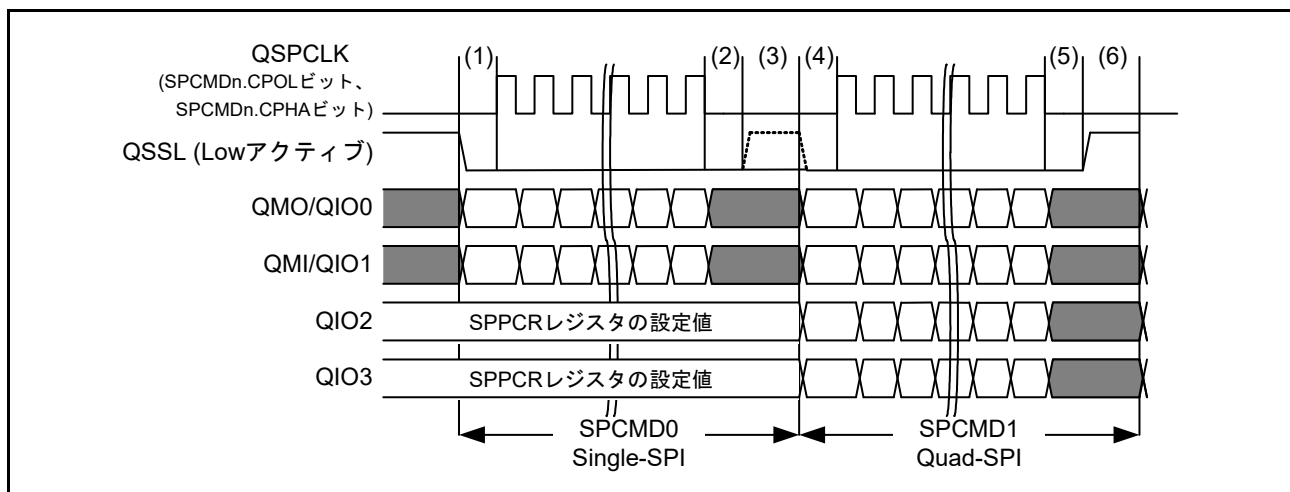 QSPCLK
(SPCMDn.CPOLビット、
SPCMDn.CPHAビット)
(1) (2) (3) (4) (5) (6)
QSSL (Lowアクティブ)
QMO/QIO0
QMI/QIO1
QIO2 SPPCRレジスタの設定値
QIO3 SPPCRレジスタの設定値
SPCMD0 SPCMD1
Single-SPI Quad-SPI